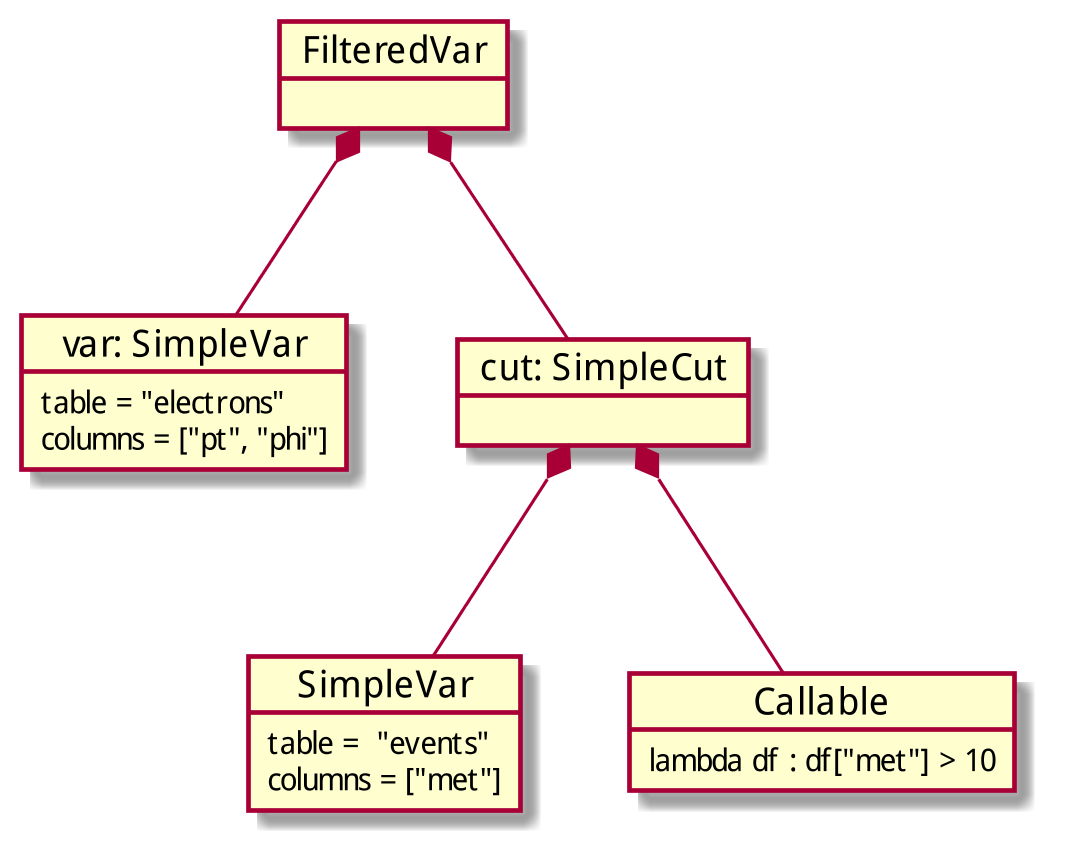 FilteredVar
var: SimpleVar
table = "electrons"
columns = ["pt", "phi"]
cut: SimpleCut
SimpleVar
table =  "events"
columns = ["met"]
Callable
lambda df : df["met"] > 10